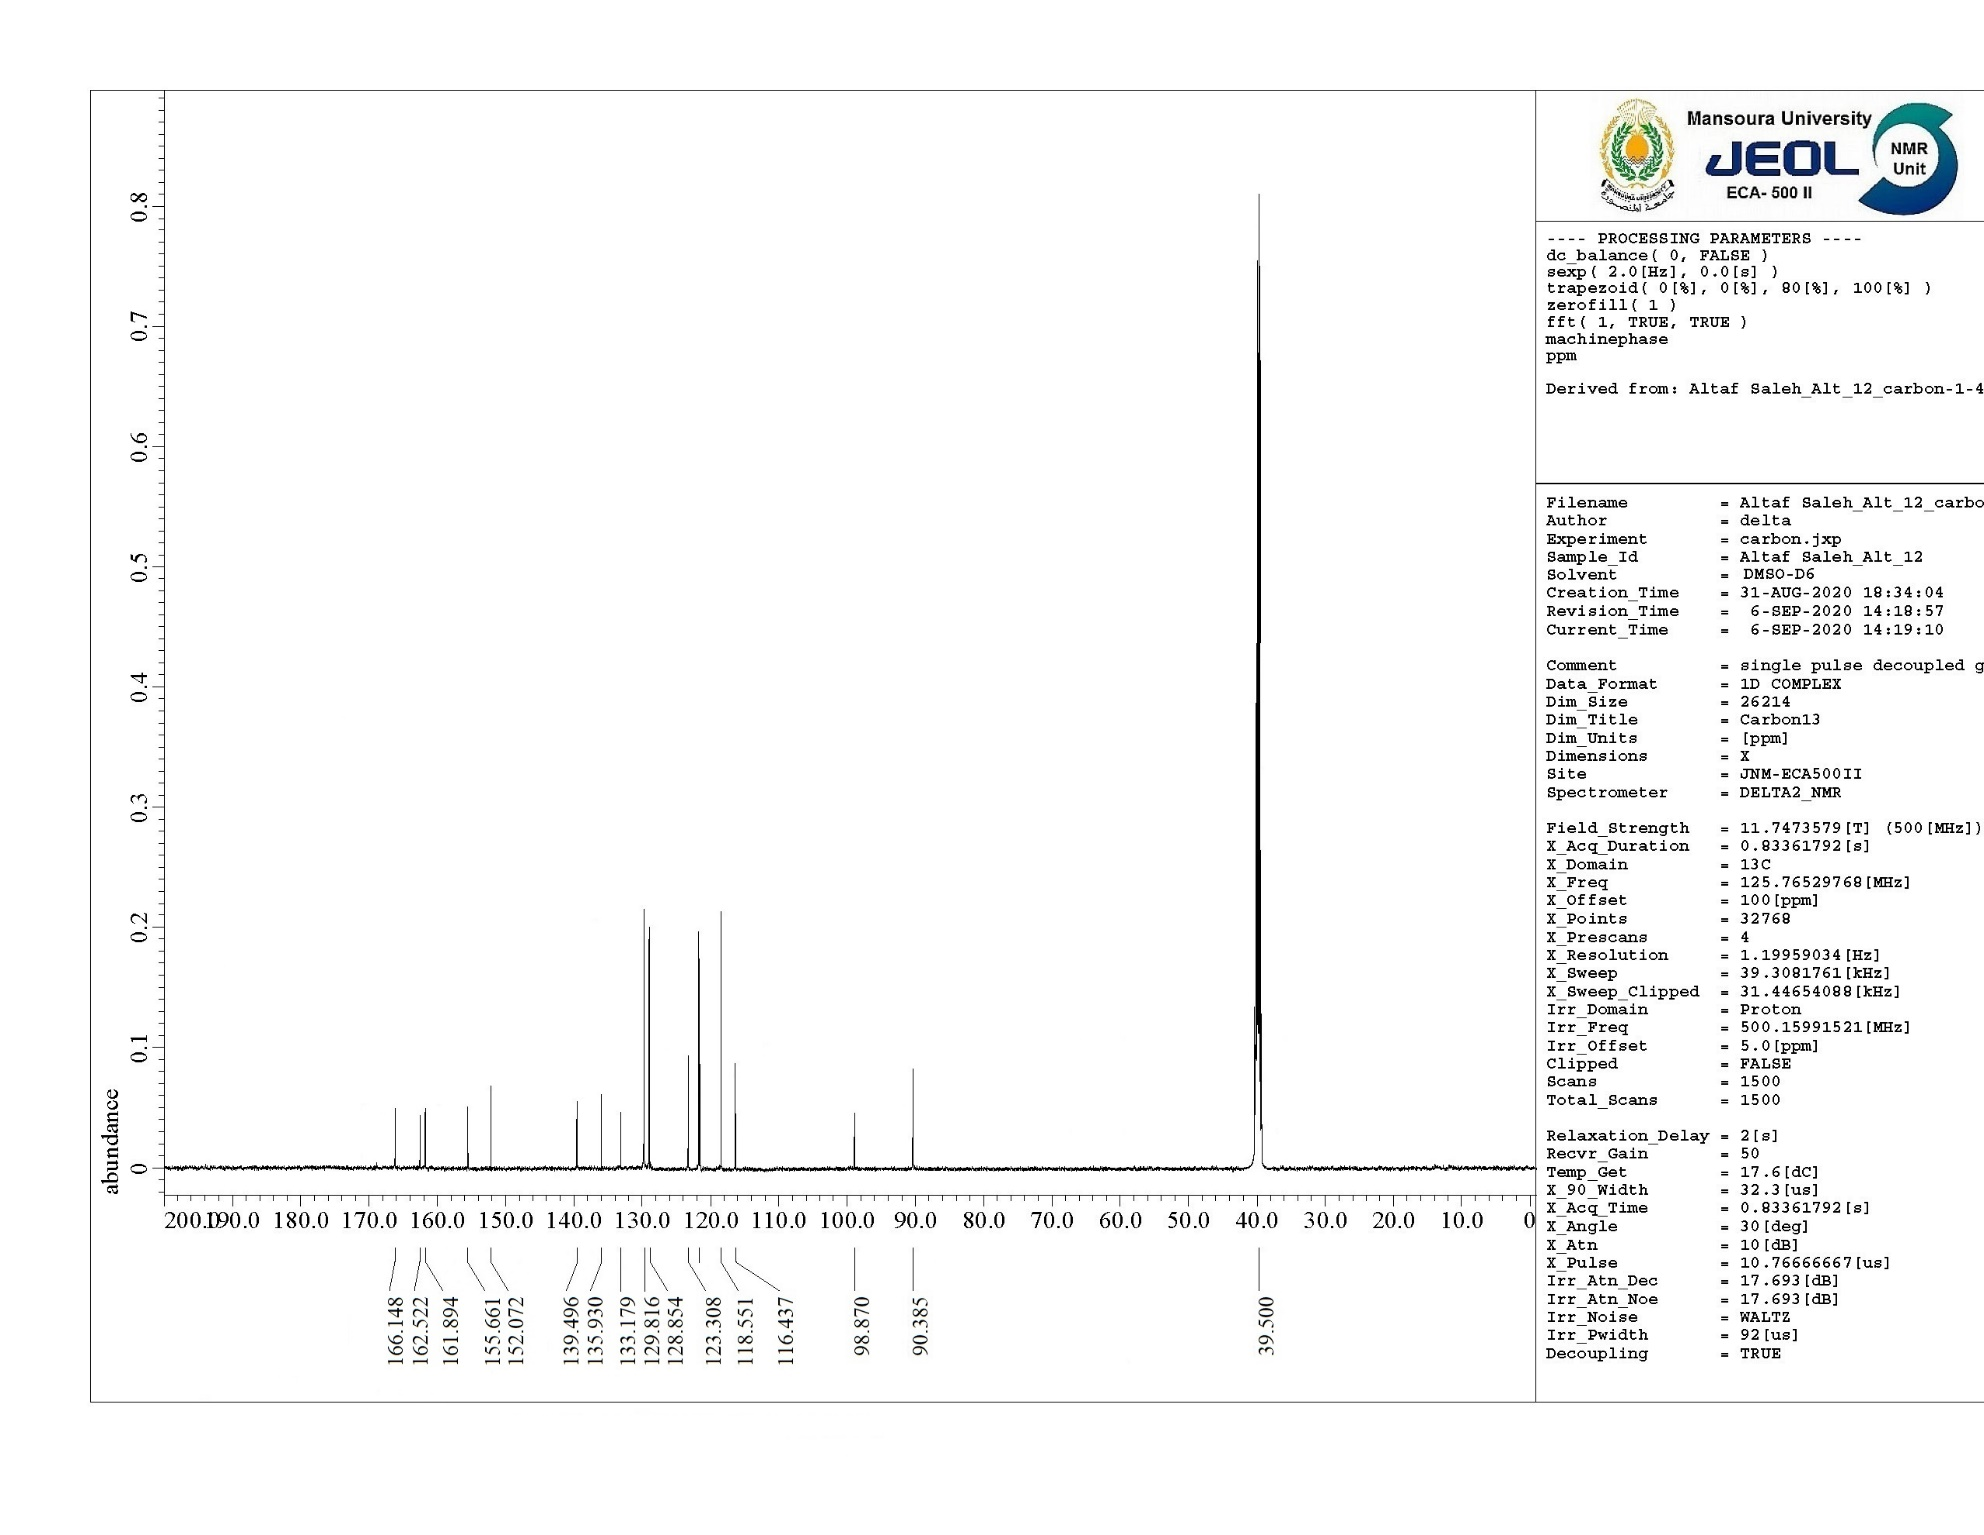 Mansoura University
JEOL
ECA- 500 II
NMR
Unit
---- PROCESSING PARAMETERS ----
dc_balance( 0, FALSE )
sexp( 2.0[Hz], 0.0[s] )
trapezoid( 0[%], 0[%], 80[%], 100[%] )
zerofill( 1 )
fft( 1, TRUE, TRUE )
machinephase
ppm
Derived from: Altaf Saleh_Alt_12_carbon-1-4
Filename = Altaf Saleh_Alt_12_carbo
Author = delta
Experiment = carbon.jxp
Sample_Id = Altaf Saleh_Alt_12
Solvent = DMSO-D6
Creation_Time = 31-AUG-2020 18:34:04
Revision_Time = 6-SEP-2020 14:18:57
Current_Time = 6-SEP-2020 14:19:10
Comment = single pulse decoupled g
Data_Format = 1D COMPLEX
Dim_Size = 26214
Dim_Title = Carbon13
Dim_Units = [ppm]
Dimensions = X
Site = JNM-ECA500II
Spectrometer = DELTA2_NMR
Field_Strength = 11.7473579[T] (500[MHz])
X_Acq_Duration = 0.83361792[s]
X_Domain = 13C
X_Freq = 125.76529768[MHz]
X_Offset = 100[ppm]
X_Points = 32768
X_Prescans = 4
X_Resolution = 1.19959034[Hz]
X_Sweep = 39.3081761[kHz]
X_Sweep_Clipped = 31.44654088[kHz]
Irr_Domain = Proton
Irr_Freq = 500.15991521[MHz]
Irr_Offset = 5.0[ppm]
Clipped = FALSE
Scans = 1500
Total_Scans = 1500
Relaxation_Delay = 2[s]
Recvr_Gain = 50
Temp_Get = 17.6[dC]
X_90_Width = 32.3[us]
X_Acq_Time = 0.83361792[s]
X_Angle = 30[deg]
X_Atn = 10[dB]
X_Pulse = 10.76666667[us]
Irr_Atn_Dec = 17.693[dB]
Irr_Atn_Noe = 17.693[dB]
Irr_Noise = WALTZ
Irr_Pwidth = 92[us]
Decoupling = TRUE
0.8
0.7
0.6
0.5
0.4
0.3
0.2
0.1
0
abundance
200.0 190.0 180.0 170.0 160.0 150.0 140.0 130.0 120.0 110.0 100.0 90.0 80.0 70.0 60.0 50.0 40.0 30.0 20.0 10.0 0
166.148
162.522
161.894
155.661
152.072
139.496
135.930
133.179
129.816
128.854
123.308
118.551
116.437
98.870
90.385
39.500